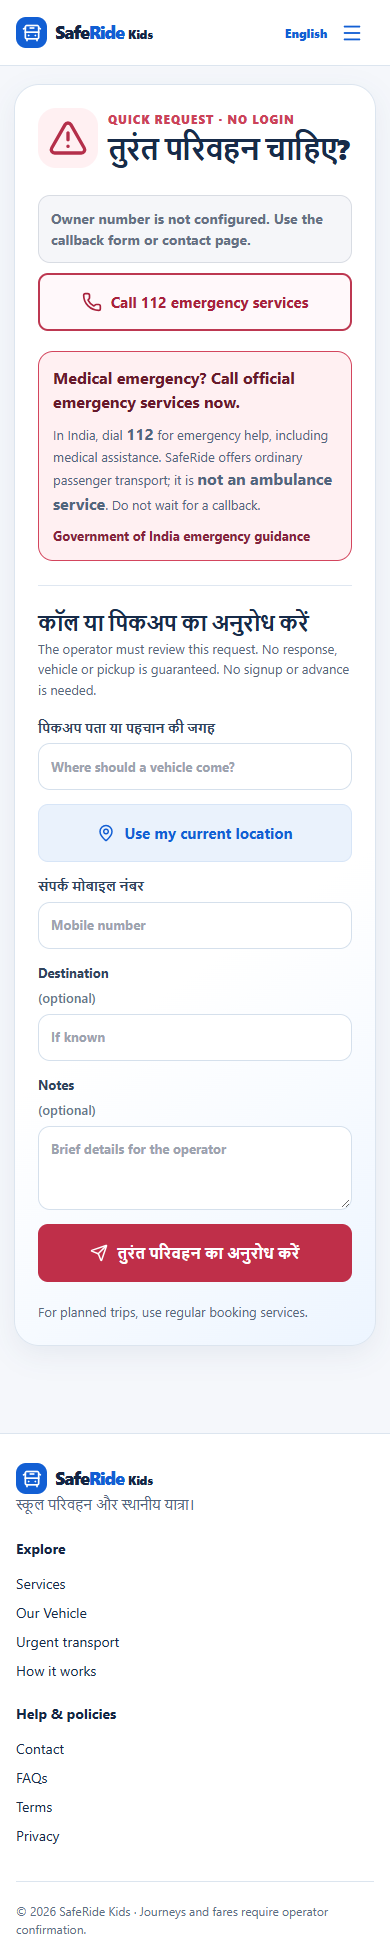 SafeRide Kids
English
QUICK REQUEST · NO LOGIN
तुरंत परिवहन चाहिए?
Owner number is not configured. Use the
callback form or contact page.
Call 112 emergency services
Medical emergency? Call official
emergency services now.
In India, dial 112 for emergency help, including
medical assistance. SafeRide offers ordinary
passenger transport; it is not an ambulance
service. Do not wait for a callback.
Government of India emergency guidance
कॉल या पिकअप का अनुरोध करें
The operator must review this request. No response,
vehicle or pickup is guaranteed. No signup or advance
is needed.
पिकअप पता या पहचान की जगह
Where should a vehicle come?
Use my current location
संपर्क मोबाइल नंबर
Mobile number
Destination
(optional)
If known
Notes
(optional)
Brief details for the operator
तुरंत परिवहन का अनुरोध करें
For planned trips, use regular booking services.
SafeRide Kids
स्कूल परिवहन और स्थानीय यात्रा।
Explore
Services
Our Vehicle
Urgent transport
How it works
Help & policies
Contact
FAQs
Terms
Privacy
© 2026 SafeRide Kids · Journeys and fares require operator
confirmation.